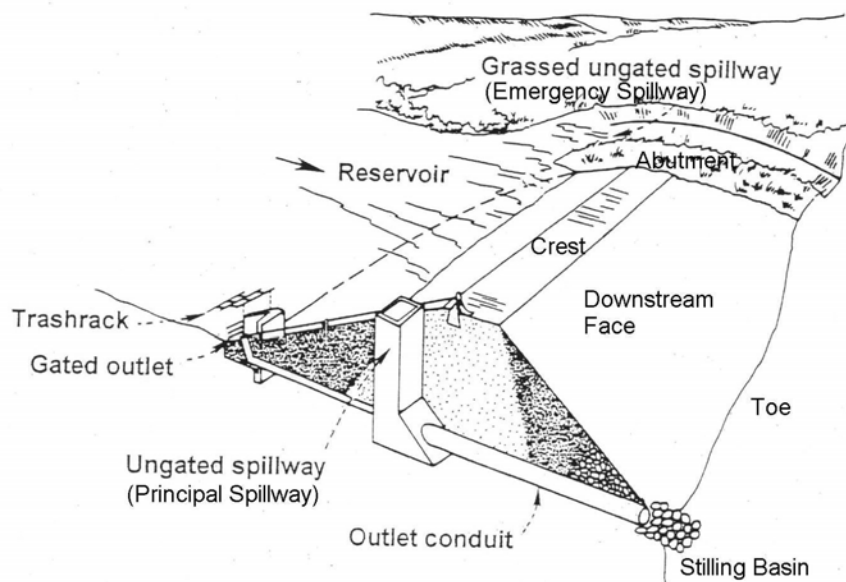 Grassed ungated spillway
(Emergency Spillway)
Abutment
Reservoir
Crest
Downstream
Face
Trashrack
Gated outlet
Toe
Ungated spillway
(Principal Spillway)
Outlet conduit
Stilling Basin